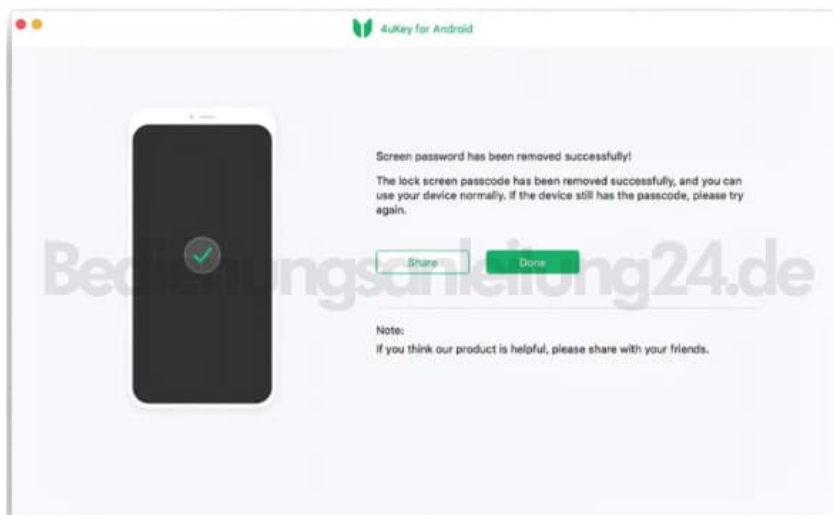 4uKey for Android
Screen password has been removed successfully!
The lock screen passcode has been removed successfully, and you can
use your device normally. If the device still has the passcode, please try
again.
Share
Done
Bedienungsanleitung24.de
Note:
If you think our product is helpful, please share with your friends.